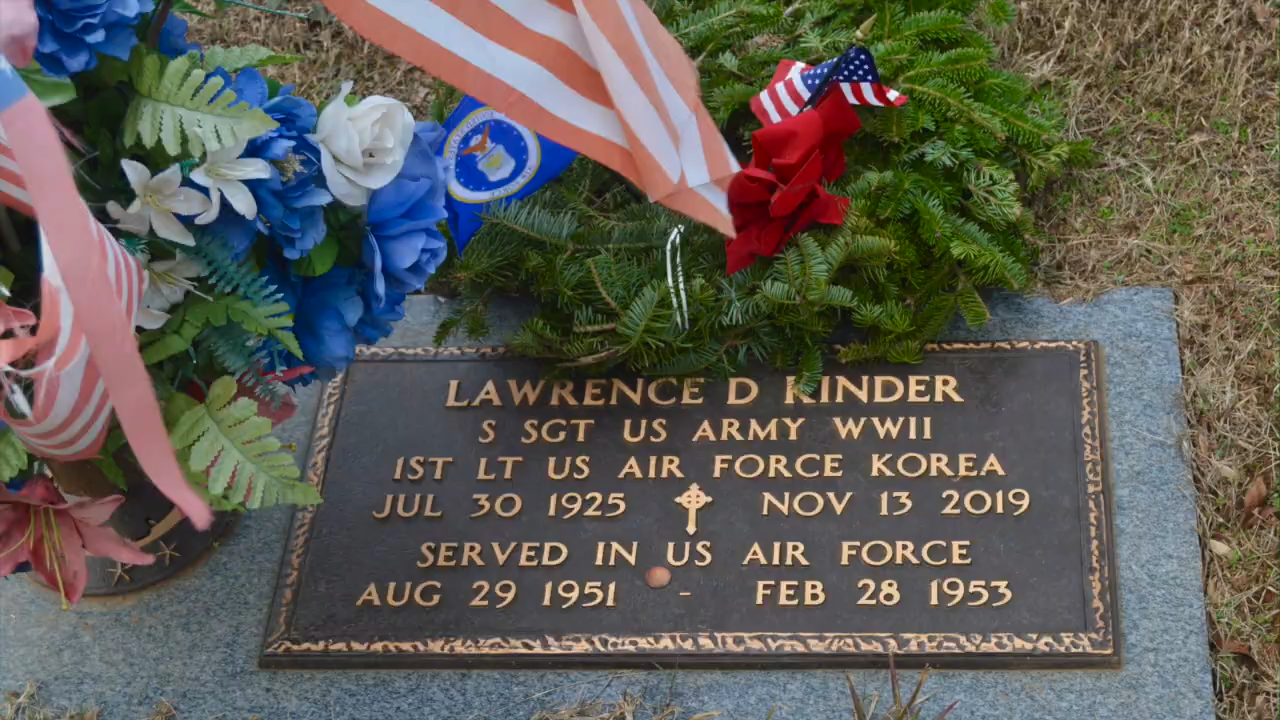 LAWRENCE D KINDER
S SGT US ARMY WWII
1ST LT US AIR FORCE KOREA
JUL 30 1925 NOV 13 2019
SERVED IN US AIR FORCE
AUG 29 1951 - FEB 28 1953